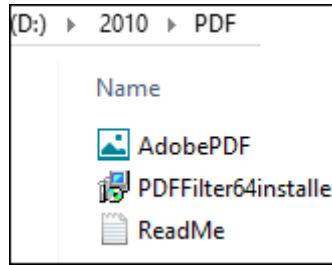 (D:) ▸ 2010 ▸ PDF
Name
AdobePDF
PDFFilter64installe
ReadMe